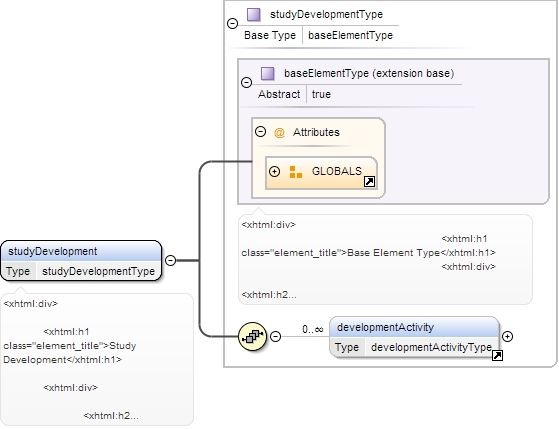 studyDevelopmentType
Base Type baseElementType
baseElementType (extension base)
Abstract true
@ Attributes
GLOBALS
<xhtml:div>
<xhtml:h1
class="element_title">Base Element Type</xhtml:h1>
<xhtml:div>
<xhtml:h2...
studyDevelopment
Type studyDevelopmentType
<xhtml:div>
<xhtml:h1
class="element_title">Study
Development</xhtml:h1>
<xhtml:div>
<xhtml:h2...
0..∞
developmentActivity
Type developmentActivityType